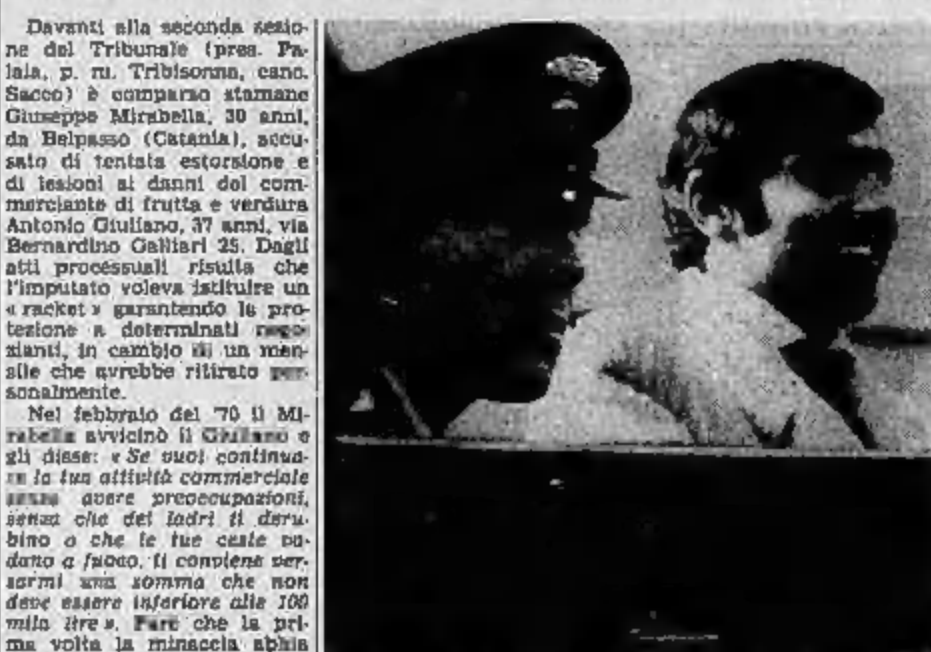 Davanti alla seconda sezio-
ne del Tribunale (pres. Pa-
laia, p. m. Tribisonna, canc.
Sacco) è comparso stamane
Giuseppe Mirabella, 30 anni,
da Belpasso (Catania), accu-
sato di tentata estorsione e
di lesioni ai danni del com-
merciante di frutta e verdura
Antonio Giuliano, 37 anni, via
Bernardino Galliari 25. Dagli
atti processuali risulta che
l'imputato voleva istituire un
« racket » garantendo la pro-
tezione a determinati nego-
zianti, in cambio di un men-
sile che avrebbe ritirato per-
sonalmente.
Nel febbraio del '70 il Mi-
rabella avvicinò il Giuliano e
gli disse: « Se vuoi continua-
re la tua attività commerciale
senza avere preoccupazioni,
senza che dei ladri ti deru-
bino o che le tue ceste va-
dano a fuoco, ti conviene ver-
sarmi una somma che non
deve essere inferiore alle 100
mila lire ». Pare che la pri-
ma volta la minaccia abbia